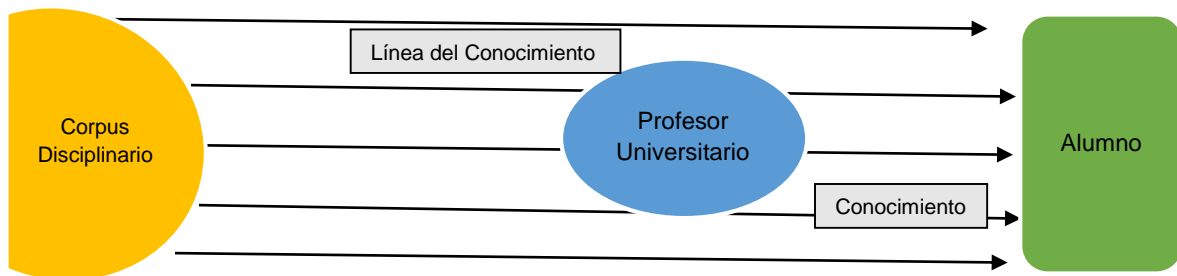 Línea del Conocimiento
Corpus
Disciplinario
Profesor
Universitario
Alumno
Conocimiento